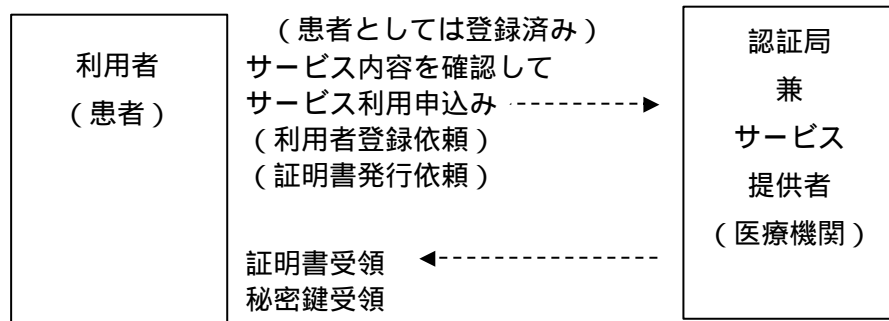 利用者
（患者）
（患者としては登録済み）
サービス内容を確認して
サービス利用申込み
（利用者登録依頼）
（証明書発行依頼）
証明書受領
秘密鍵受領
認証局
兼
サービス
提供者
（医療機関）